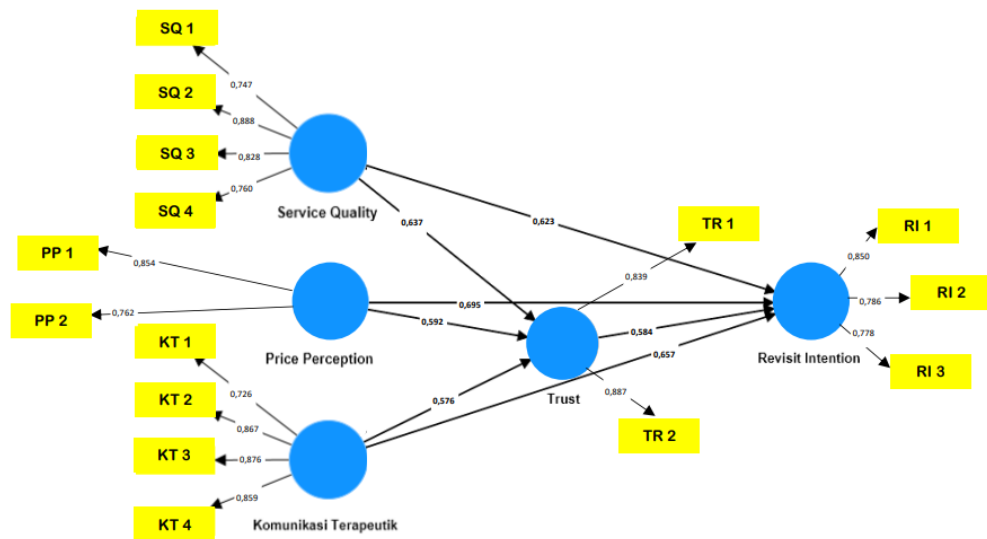 SQ 1
0,747
SQ 2
0,888
SQ 3
0,828
SQ 4
0,760
Service Quality
0,637
0,623
TR 1
0,839
RI 1
0,850
RI 2
0,786
0,778
RI 3
Revisit Intention
PP 1
0,854
PP 2
0,762
Price Perception
0,695
0,592
0,584
0,657
Trust
0,887
TR 2
KT 1
0,726
KT 2
0,867
KT 3
0,876
KT 4
0,859
0,576
Komunikasi Terapeutik